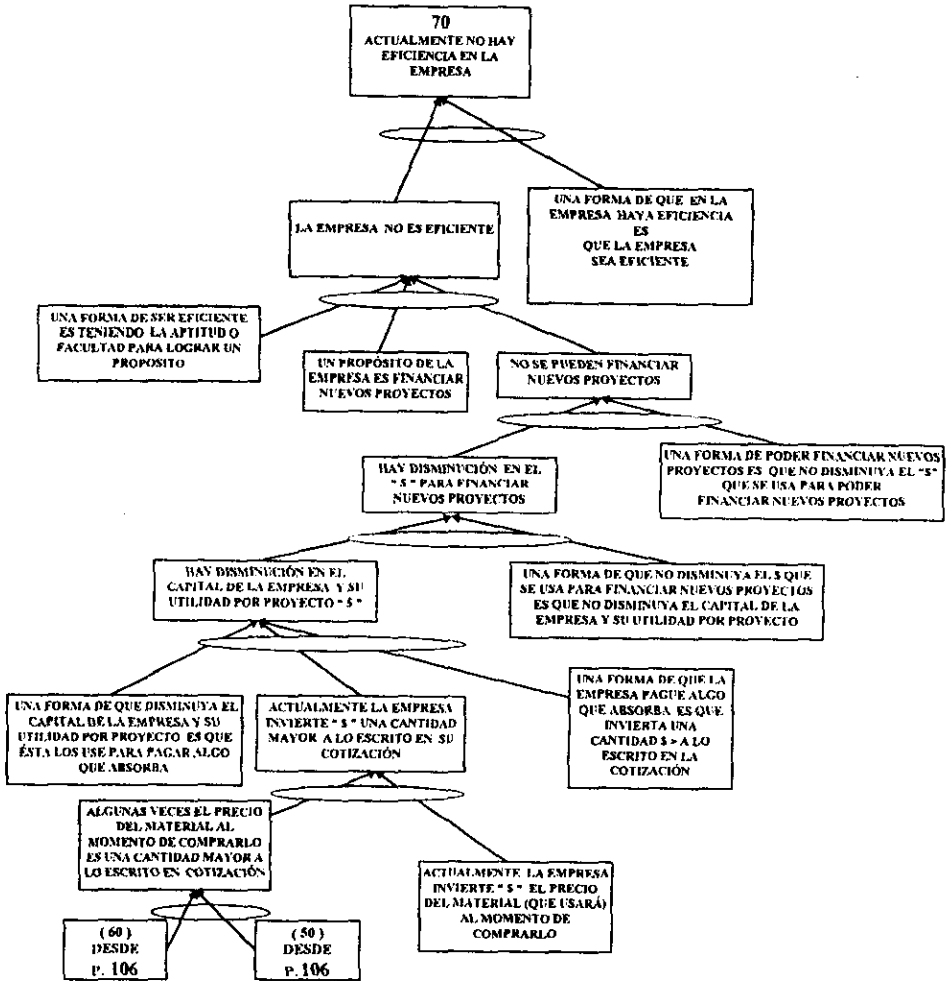 70
ACTUALMENTE NO HAY
EFICIENCIA EN LA
EMPRESA
LA EMPRESA NO ES EFICIENTE
UNA FORMA DE QUE EN LA
EMPRESA HAYA EFICIENCIA
ES
QUE LA EMPRESA
SEA EFICIENTE
UNA FORMA DE SER EFICIENTE
ES TENIENDO LA APTITUD O
FACULTAD PARA LOGRAR UN
PROPOSITO
UN PROPÓSITO DE LA
EMPRESA ES FINANCIAR
NUEVOS PROYECTOS
NO SE PUEDEN FINANCIAR
NUEVOS PROYECTOS
HAY DISMINUCIÓN EN EL
" $ " PARA FINANCIAR
NUEVOS PROYECTOS
UNA FORMA DE PODER FINANCIAR NUEVOS
PROYECTOS ES QUE NO DISMINUYA EL "$"
QUE SE USA PARA PODER
FINANCIAR NUEVOS PROYECTOS
HAY DISMINUCIÓN EN EL
CAPITAL DE LA EMPRESA Y SU
UTILIDAD POR PROYECTO " $ "
UNA FORMA DE QUE NO DISMINUYA EL $ QUE
SE USA PARA FINANCIAR NUEVOS PROYECTOS
ES QUE NO DISMINUYA EL CAPITAL DE LA
EMPRESA Y SU UTILIDAD POR PROYECTO
UNA FORMA DE QUE DISMINUYA EL
CAPITAL DE LA EMPRESA Y SU
UTILIDAD POR PROYECTO ES QUE
ÉSTA LOS USE PARA PAGAR ALGO
QUE ABSORBA
ACTUALMENTE LA EMPRESA
INVIERTE " $ " UNA CANTIDAD
MAYOR A LO ESCRITO EN SU
COTIZACIÓN
UNA FORMA DE QUE LA
EMPRESA PAGUE ALGO
QUE ABSORBA ES QUE
INVIERTA UNA
CANTIDAD $ > A LO
ESCRITO EN LA
COTIZACIÓN
ALGUNAS VECES EL PRECIO
DEL MATERIAL AL
MOMENTO DE COMPRARLO
ES UNA CANTIDAD MAYOR A
LO ESCRITO EN COTIZACIÓN
ACTUALMENTE LA EMPRESA
INVIERTE " $ " EL PRECIO
DEL MATERIAL (QUE USARÁ)
AL MOMENTO DE
COMPRARLO
( 60 )
DESDE
P. 106
( 50 )
DESDE
P. 106